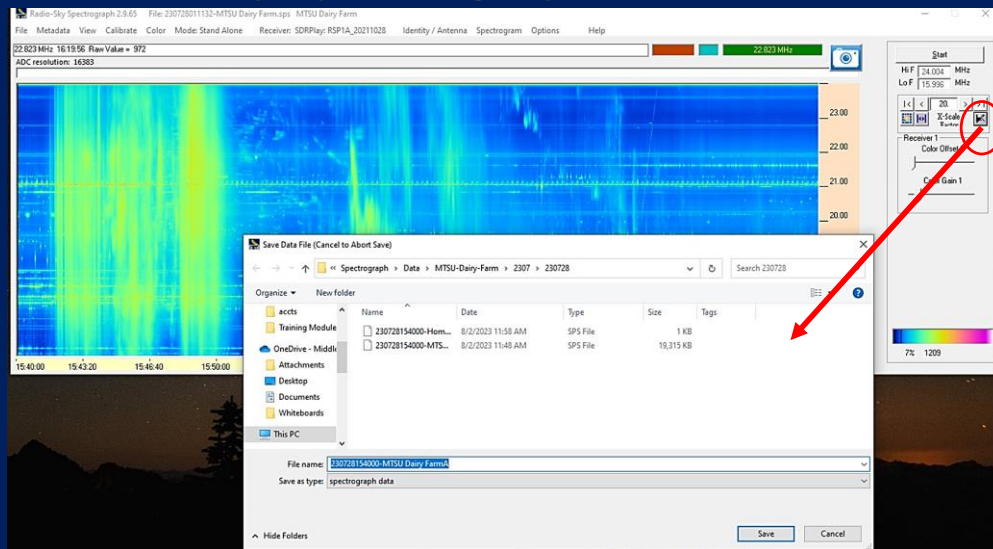 Radio-Sky Spectrograph 2.9.65 File: 230728011132-MTSU Dairy Farm.sps MTSU Dairy Farm
File Metadata View Calibrate Color Mode: Stand Alone Receiver: SDRPlay: RSP1A_20211028 Identity / Antenna Spectrogram Options Help
22.823 MHz 16:19:56 Raw Value = 972
22.823 MHz
ADC resolution: 16383
Start
Hi F 24.004 MHz
Lo F 15.996 MHz
|< < 20. > >|
X-Scale
Factor
Receiver 1
Color Offset
Color Gain 1
23.00
22.00
21.00
20.00
7% 1209
15:40:00 15:43:20 15:46:40 15:50:00
Save Data File (Cancel to Abort Save)
« Spectrograph > Data > MTSU-Dairy-Farm > 2307 > 230728
Search 230728
Organize New folder
Name Date Type Size Tags
accts
Training Module
OneDrive - Middle
Attachments
Desktop
Documents
Whiteboards
This PC
230728154000-Hom... 8/2/2023 11:58 AM SPS File 1 KB
230728154000-MTS... 8/2/2023 11:48 AM SPS File 19,315 KB
File name: 230728154000-MTSU Dairy FarmA
Save as type: spectrograph data
Hide Folders
Save Cancel